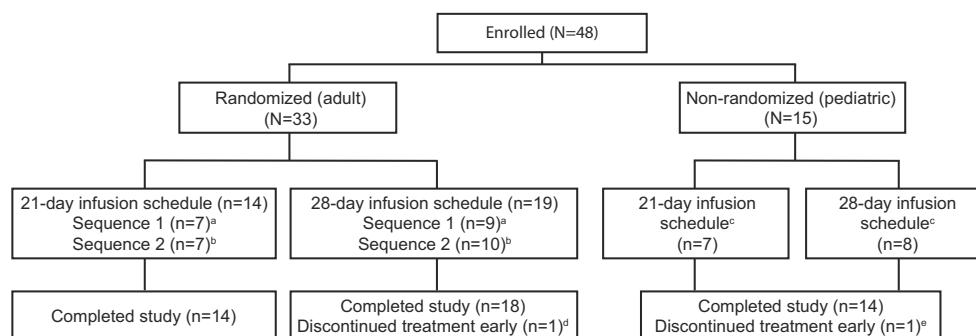 Enrolled (N=48)
Randomized (adult)
(N=33)
Non-randomized (pediatric)
(N=15)
21-day infusion schedule (n=14)
Sequence 1 (n=7)ᵃ
Sequence 2 (n=7)ᵇ
28-day infusion schedule (n=19)
Sequence 1 (n=9)ᵃ
Sequence 2 (n=10)ᵇ
21-day infusion
scheduleᶜ
(n=7)
28-day infusion
scheduleᶜ
(n=8)
Completed study (n=14)
Completed study (n=18)
Discontinued treatment early (n=1)ᵈ
Completed study (n=14)
Discontinued treatment early (n=1)ᵉ